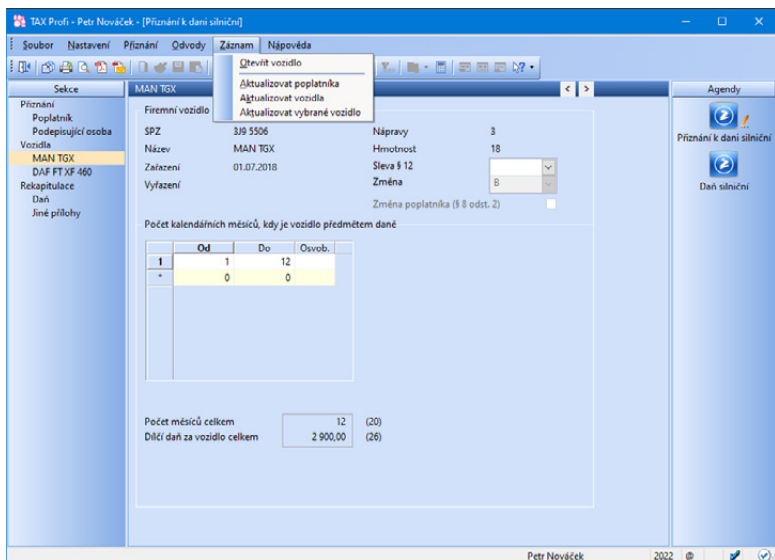 TAX Profi - Petr Nováček - [Přiznání k dani silniční]
Soubor Nastavení Přiznání Odvody Záznam Nápověda
Otevřít vozidlo
Aktualizovat poplatníka
Aktualizovat vozidla
Aktualizovat vybrané vozidlo
Sekce
Přiznání
Poplatník
Podepisující osoba
Vozidla
MAN TGX
DAF FT XF 460
Rekapitulace
Daň
Jiné přílohy
MAN TGX
Firemní vozidlo
SPZ 3J9 5506 Nápravy 3
Název MAN TGX Hmotnost 18
Zařazení 01.07.2018 Sleva § 12
Vyřazení Změna B
Změna poplatníka (§ 8 odst. 2)
Počet kalendářních měsíců, kdy je vozidlo předmětem daně
Od Do Osvob.
1 1 12
* 0 0
Počet měsíců celkem 12 (20)
Dílčí daň za vozidlo celkem 2 900,00 (26)
Agendy
Přiznání k dani silniční
Daň silniční
Petr Nováček 2022 @